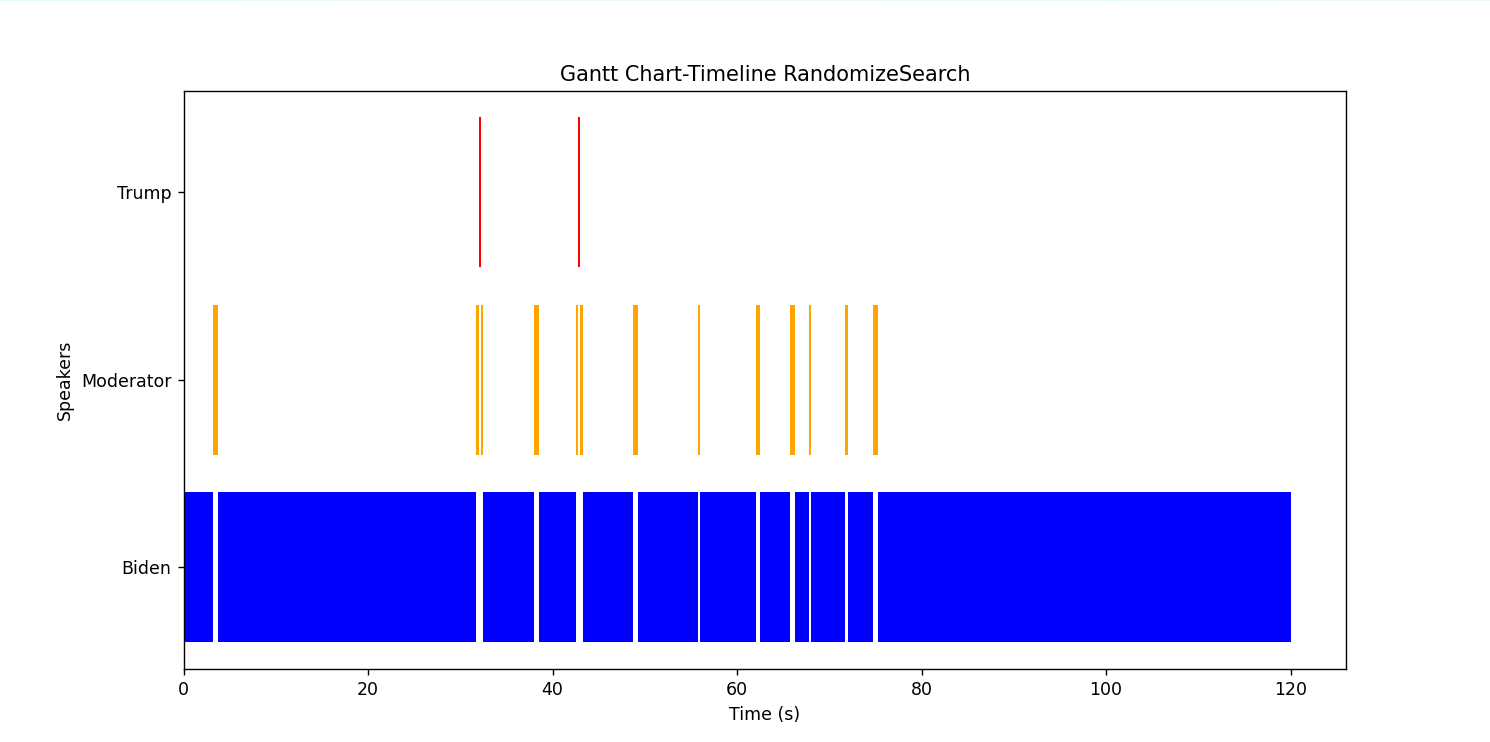 Gantt Chart-Timeline RandomizeSearch
Trump
Moderator
Biden
Speakers
0 20 40 60 80 100 120
Time (s)